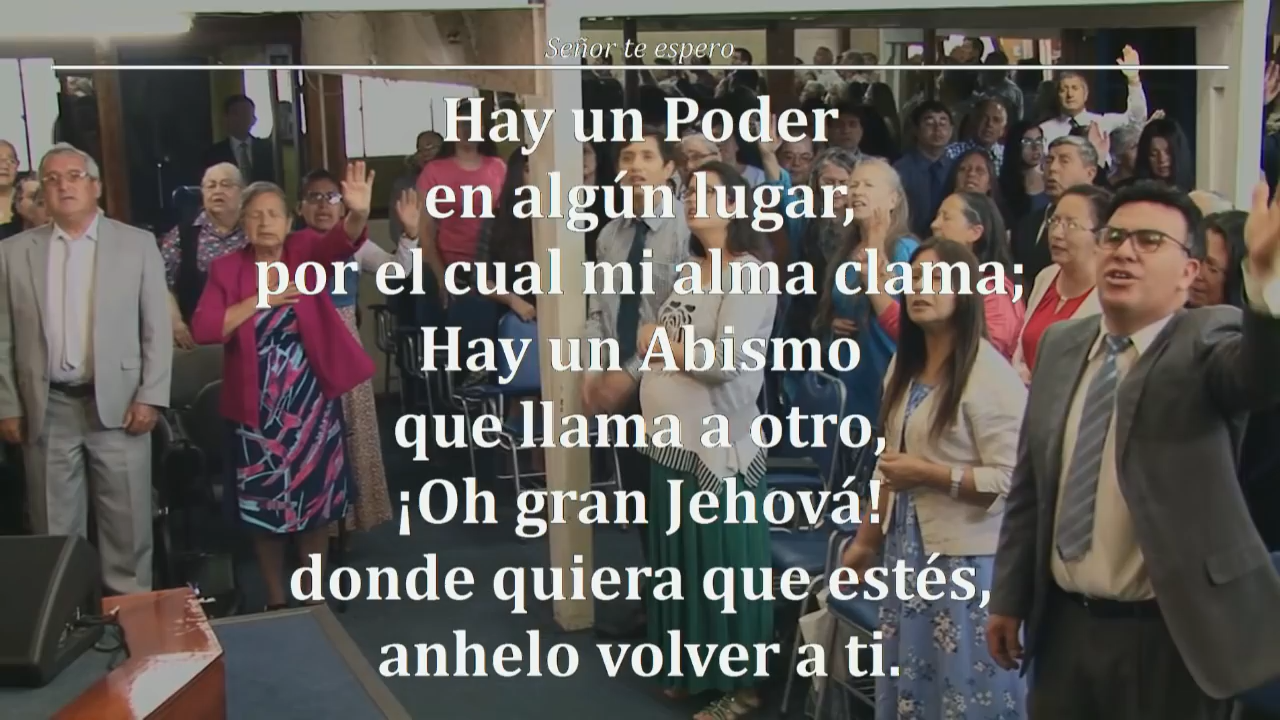 Señor te espero
Hay un Poder
en algún lugar,
por el cual mi alma clama;
Hay un Abismo
que llama a otro,
¡Oh gran Jehová!
donde quiera que estés,
anhelo volver a ti.